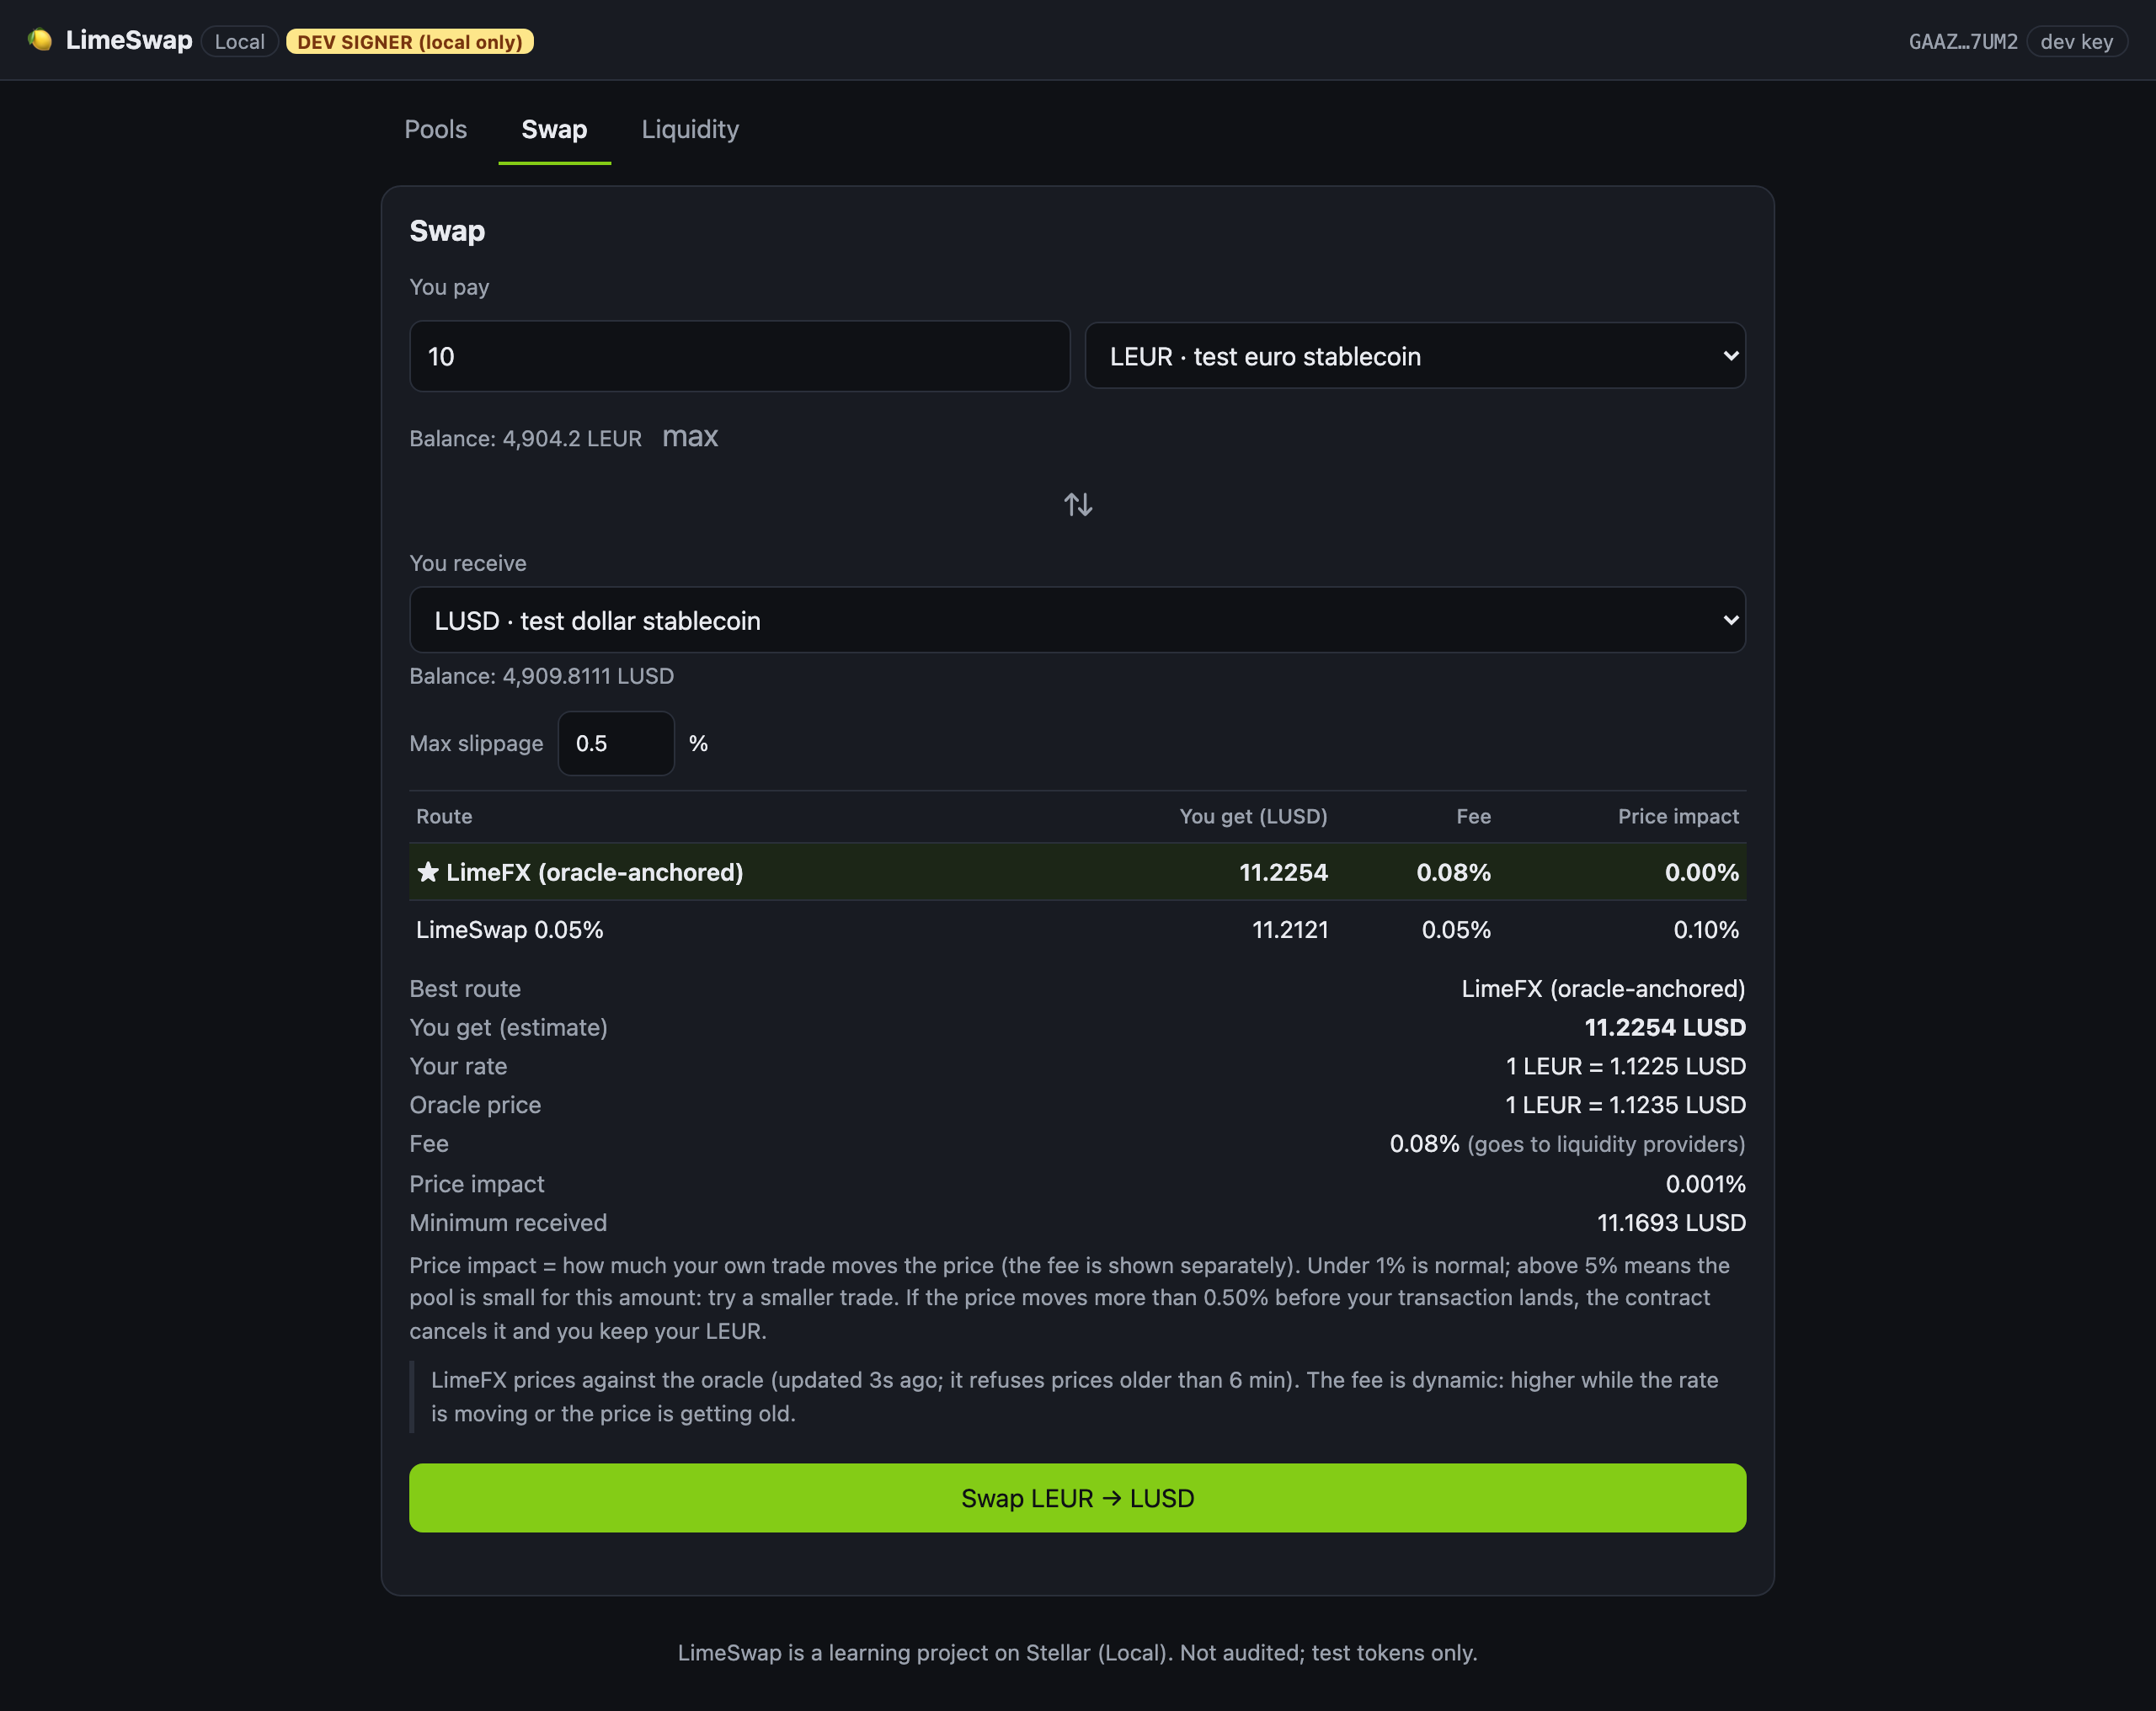 LimeSwap Local DEV SIGNER (local only) GAAZ…7UM2 dev key
Pools Swap Liquidity
Swap
You pay
10 LEUR · test euro stablecoin
Balance: 4,904.2 LEUR max
You receive
LUSD · test dollar stablecoin
Balance: 4,909.8111 LUSD
Max slippage 0.5 %
Route You get (LUSD) Fee Price impact
★ LimeFX (oracle-anchored) 11.2254 0.08% 0.00%
LimeSwap 0.05% 11.2121 0.05% 0.10%
Best route LimeFX (oracle-anchored)
You get (estimate) 11.2254 LUSD
Your rate 1 LEUR = 1.1225 LUSD
Oracle price 1 LEUR = 1.1235 LUSD
Fee 0.08% (goes to liquidity providers)
Price impact 0.001%
Minimum received 11.1693 LUSD
Price impact = how much your own trade moves the price (the fee is shown separately). Under 1% is normal; above 5% means the
pool is small for this amount: try a smaller trade. If the price moves more than 0.50% before your transaction lands, the contract
cancels it and you keep your LEUR.
LimeFX prices against the oracle (updated 3s ago; it refuses prices older than 6 min). The fee is dynamic: higher while the rate
is moving or the price is getting old.
Swap LEUR → LUSD
LimeSwap is a learning project on Stellar (Local). Not audited; test tokens only.